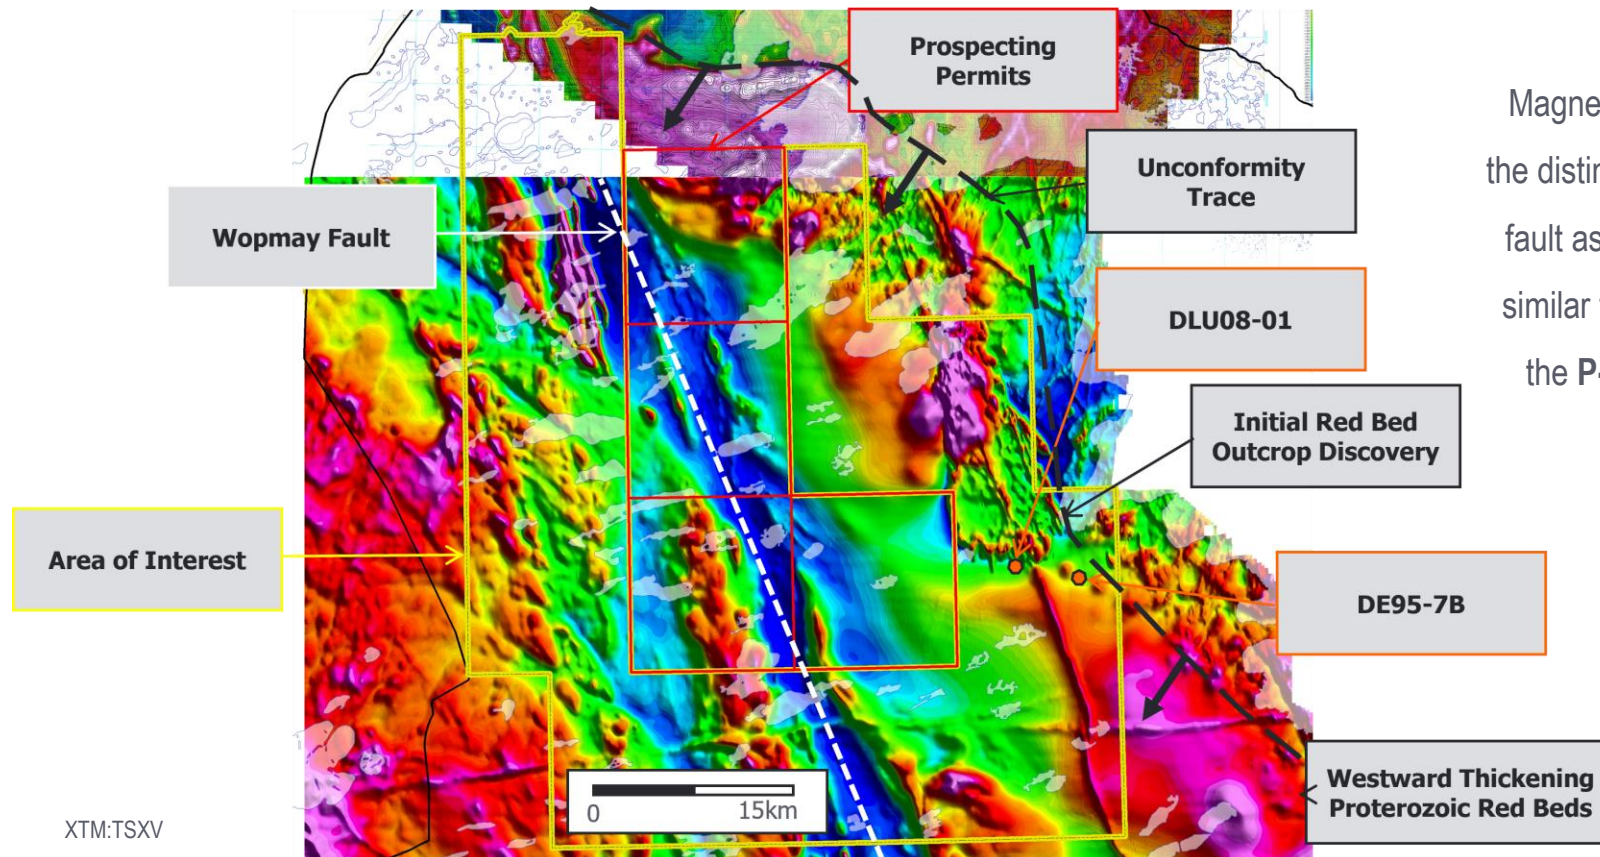 Prospecting
Permits
Magne
the distin
fault as
similar
the P-
Unconformity
Trace
Wopmay Fault
DLU08-01
Initial Red Bed
Outcrop Discovery
Area of Interest
DE95-7B
Westward Thickening
Proterozoic Red Beds
0 15km
XTM:TSXV